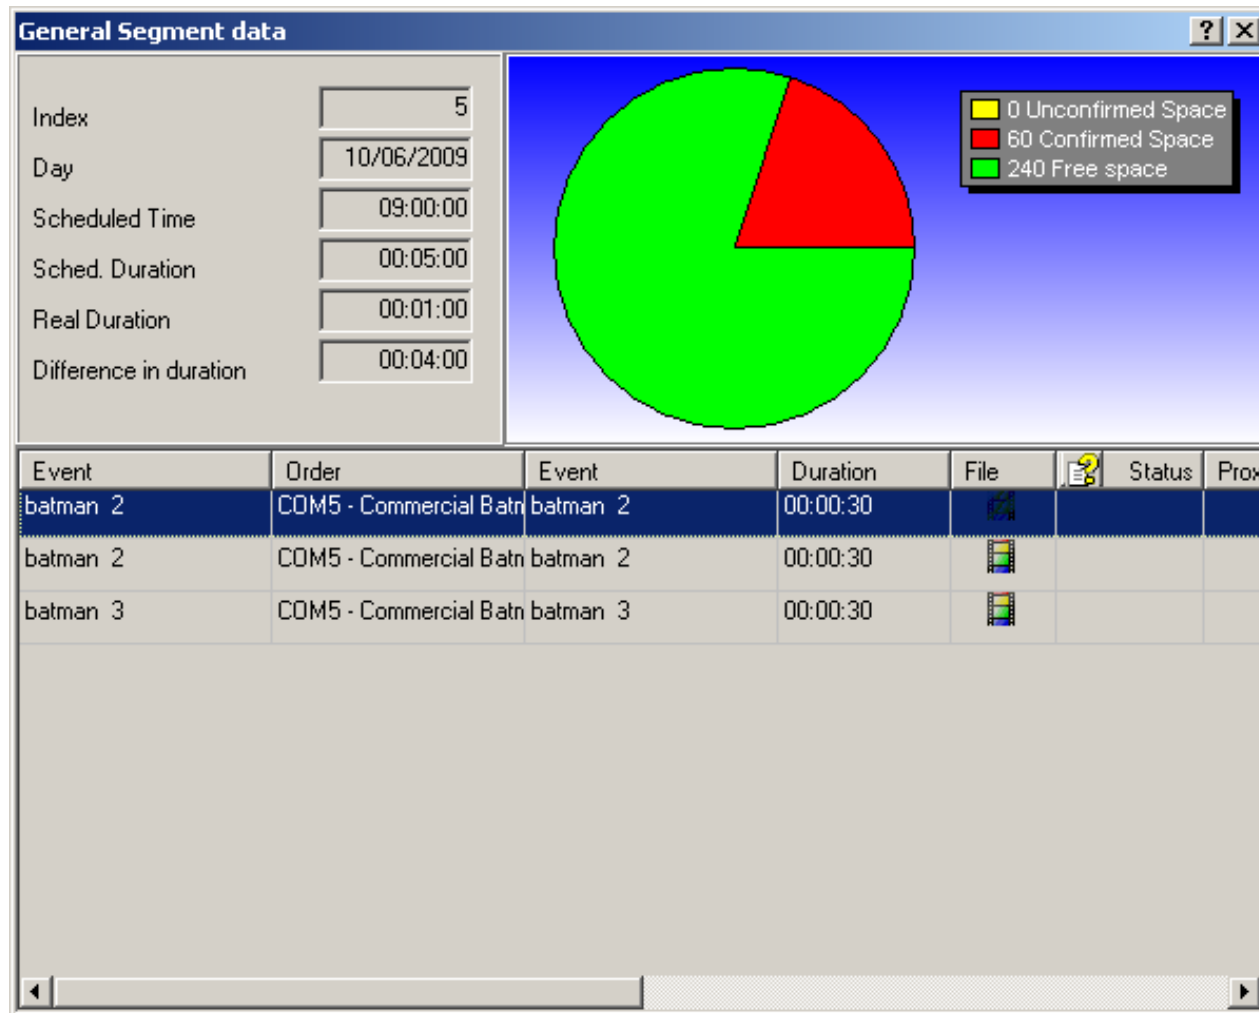 General Segment data
Index 5
Day 10/06/2009
Scheduled Time 09:00:00
Sched. Duration 00:05:00
Real Duration 00:01:00
Difference in duration 00:04:00
0 Unconfirmed Space
60 Confirmed Space
240 Free space
Event Order Event Duration File Status Prox
batman 2 COM5 - Commercial Batn batman 2 00:00:30
batman 2 COM5 - Commercial Batn batman 2 00:00:30
batman 3 COM5 - Commercial Batn batman 3 00:00:30